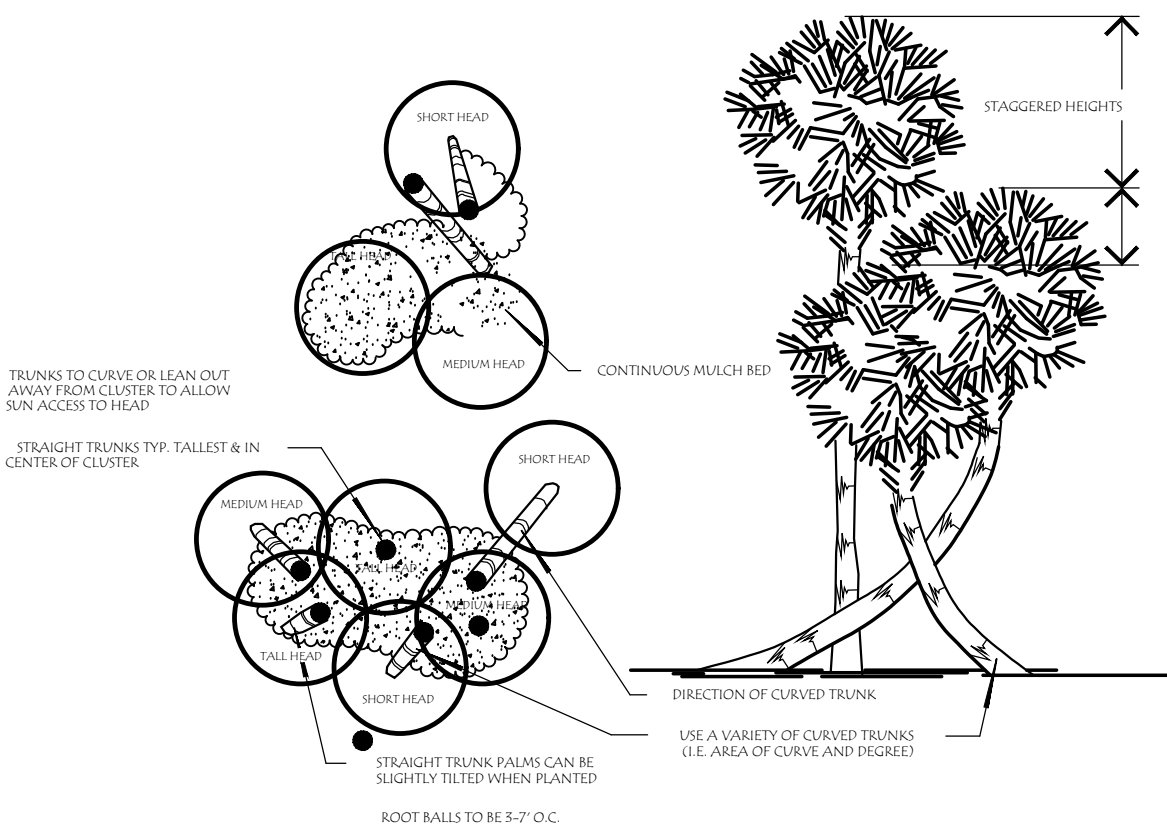 SHORT HEAD
STAGGERED HEIGHTS
TALL HEAD
MEDIUM HEAD
CONTINUOUS MULCH BED
TRUNKS TO CURVE OR LEAN OUT
AWAY FROM CLUSTER TO ALLOW
SUN ACCESS TO HEAD
STRAIGHT TRUNKS TYP. TALLEST & IN
CENTER OF CLUSTER
SHORT HEAD
MEDIUM HEAD
TALL HEAD
MEDIUM HEAD
TALL HEAD
SHORT HEAD
DIRECTION OF CURVED TRUNK
USE A VARIETY OF CURVED TRUNKS
(I.E. AREA OF CURVE AND DEGREE)
STRAIGHT TRUNK PALMS CAN BE
SLIGHTLY TILTED WHEN PLANTED
ROOT BALLS TO BE 3-7' O.C.